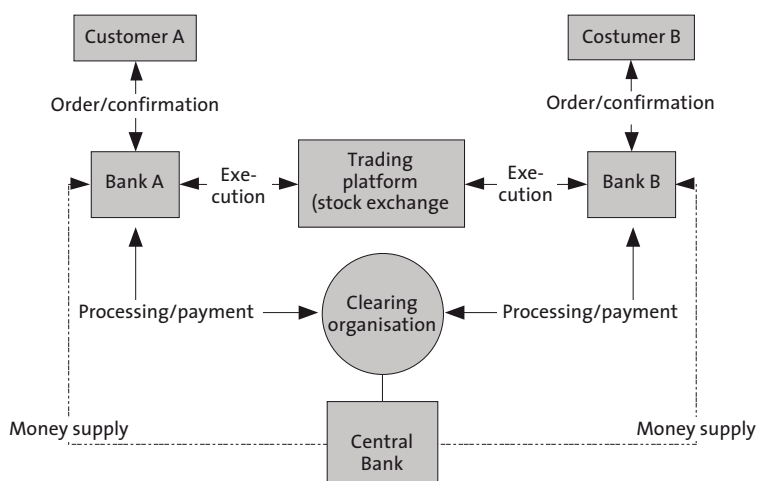 Customer A
Costumer B
Order/confirmation
Order/confirmation
Bank A
Exe-
cution
Trading
platform
(stock exchange
Exe-
cution
Bank B
Processing/payment
Clearing
organisation
Processing/payment
Money supply
Central
Bank
Money supply